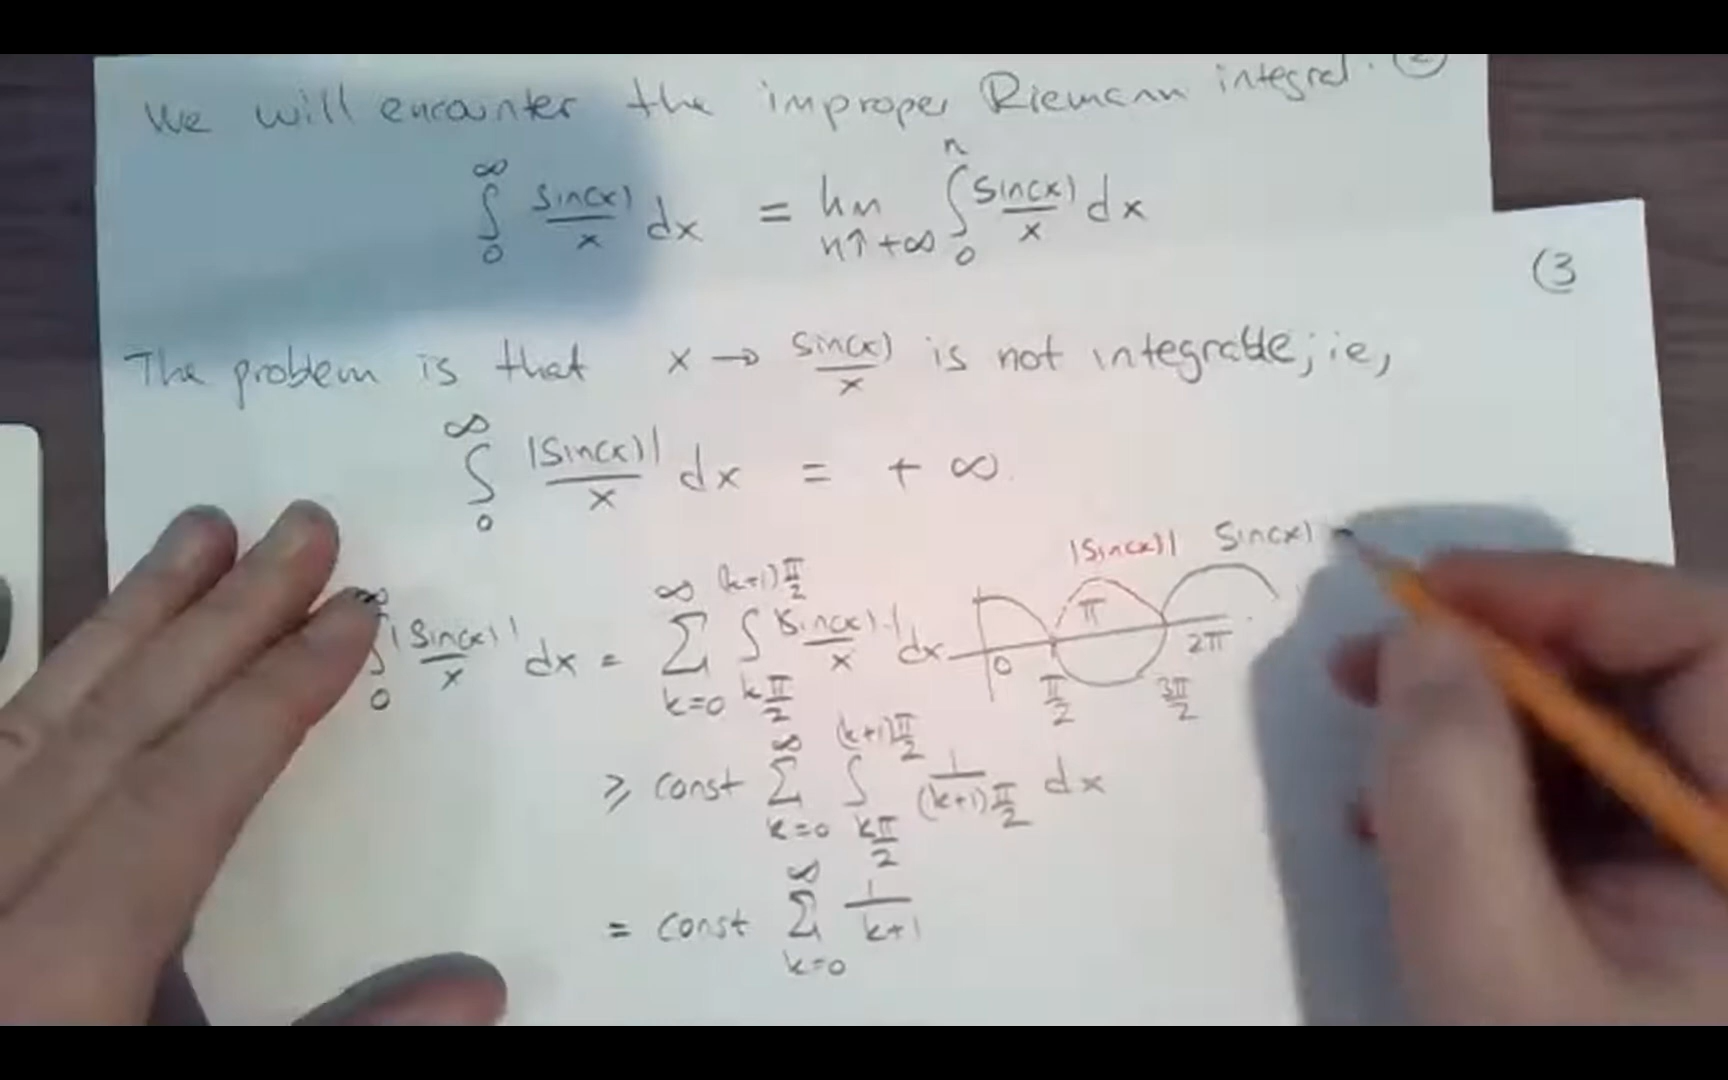 We will encounter the improper Riemann integral. (2)
∫₀^∞ sin(x)/x dx = lim_{n↑+∞} ∫₀^n sin(x)/x dx
(3
The problem is that x → sin(x)/x is not integrable; ie,
∫₀^∞ |sin(x)|/x dx = + ∞.
|sin(x)| sin(x)
∫₀^∞ |sin(x)|/x dx = ∑_{k=0}^∞ ∫_{kπ/2}^{(k+1)π/2} |sin(x)|/x dx
0 π/2 π 3π/2 2π
≥ const ∑_{k=0}^∞ ∫_{kπ/2}^{(k+1)π/2} 1/((k+1)π/2) dx
= const ∑_{k=0}^∞ 1/(k+1)